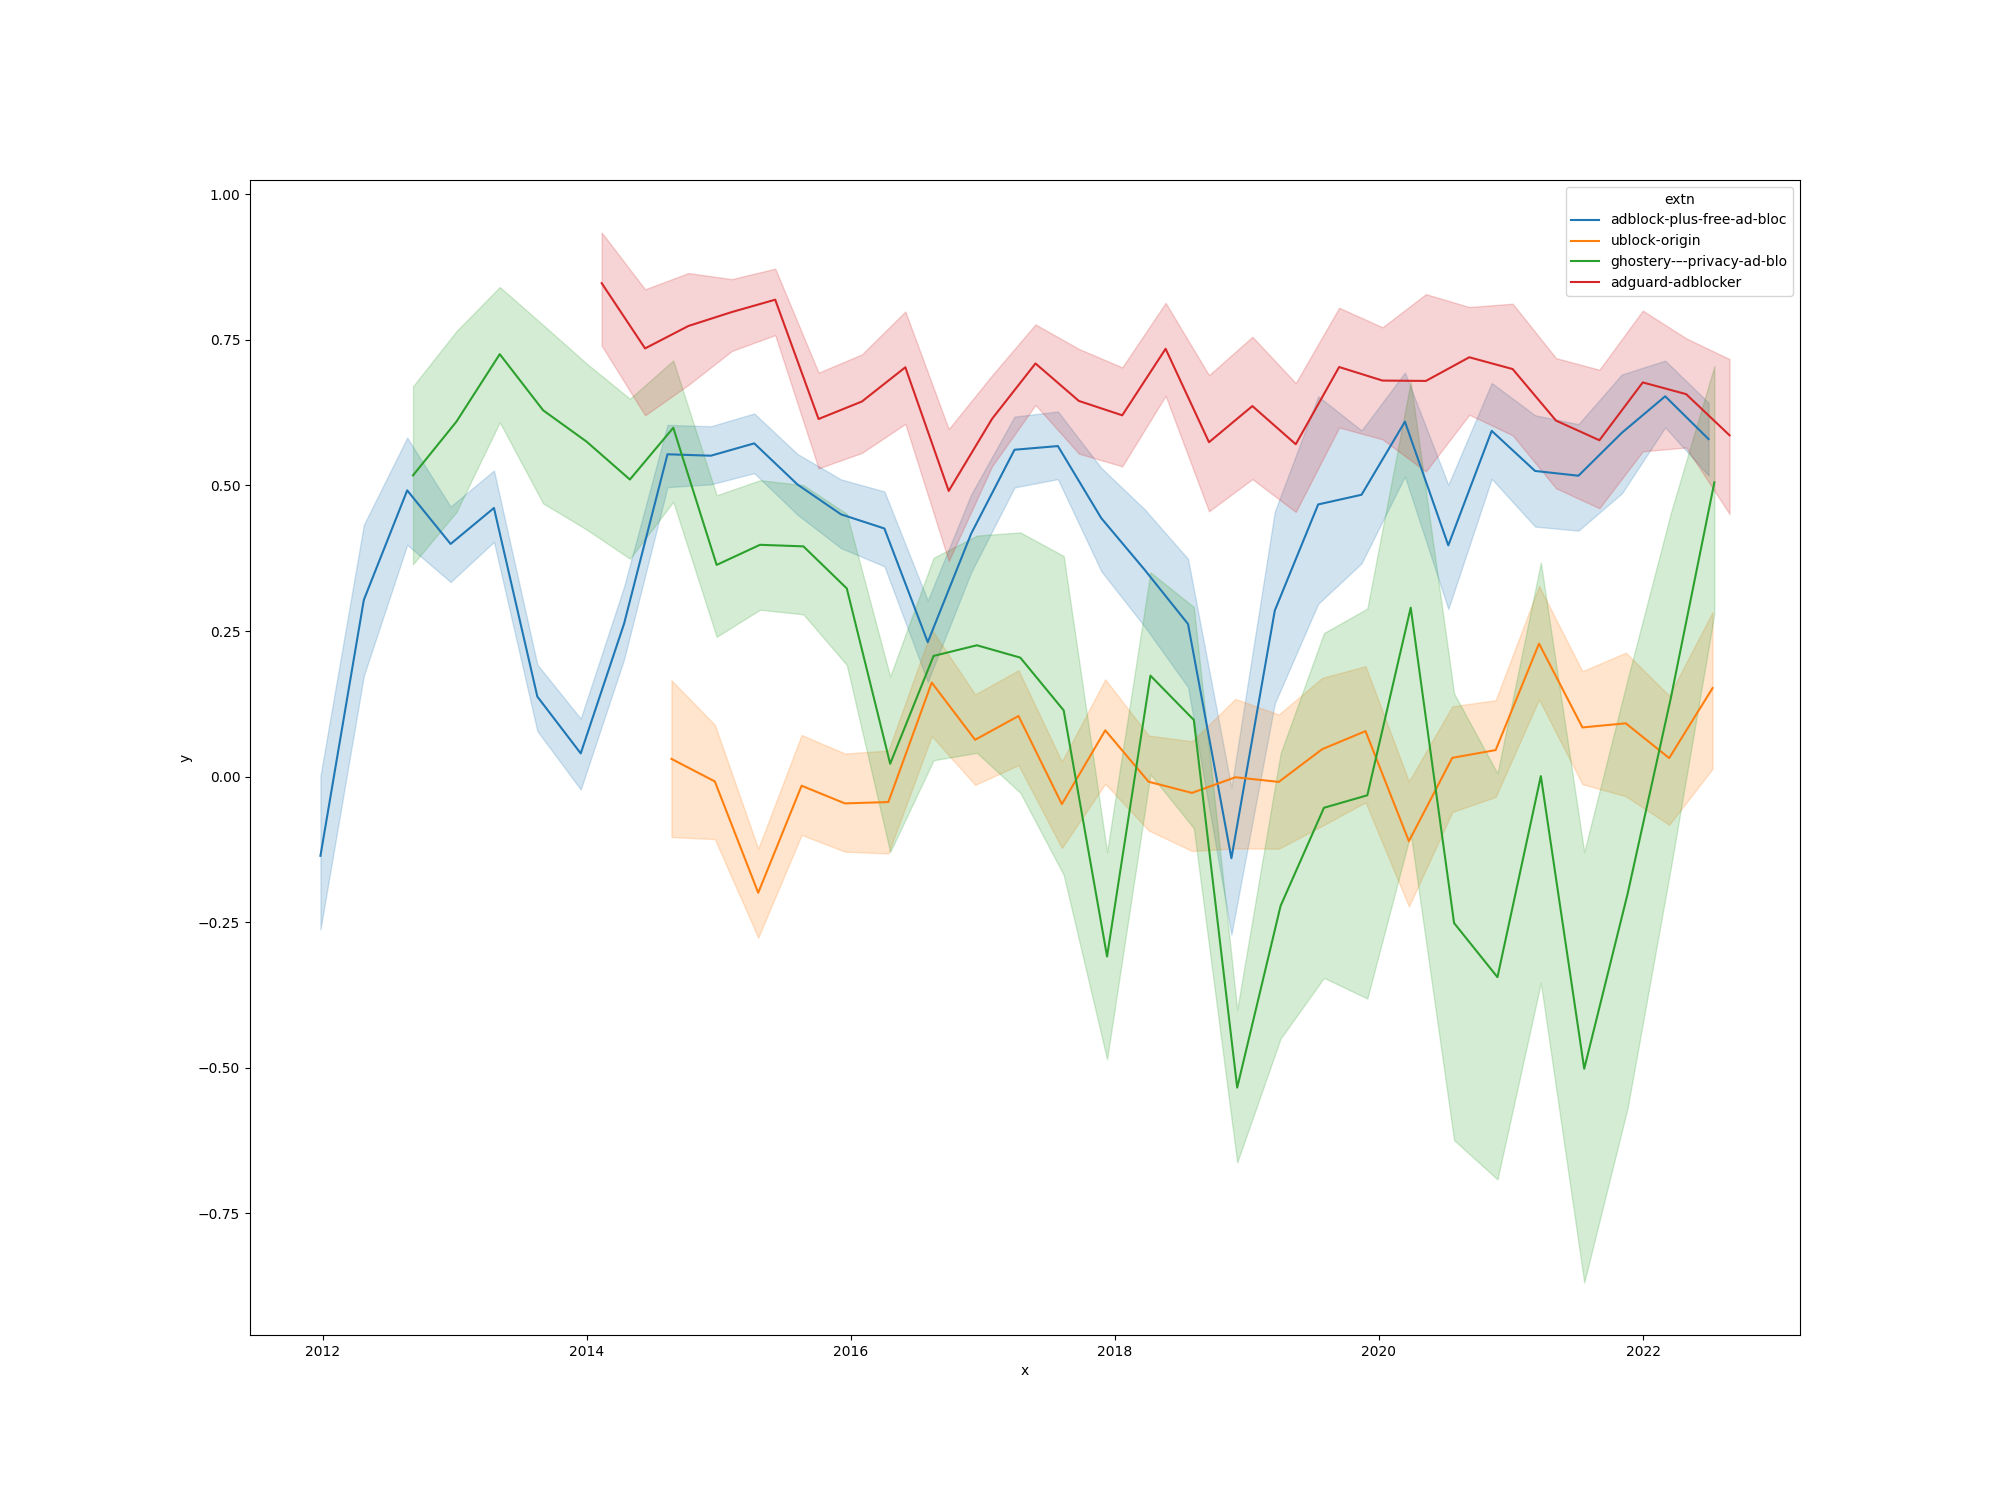 1.00
0.75
0.50
0.25
0.00
−0.25
−0.50
−0.75
y
extn
adblock-plus-free-ad-bloc
ublock-origin
ghostery---privacy-ad-blo
adguard-adblocker
2012 2014 2016 2018 2020 2022
x